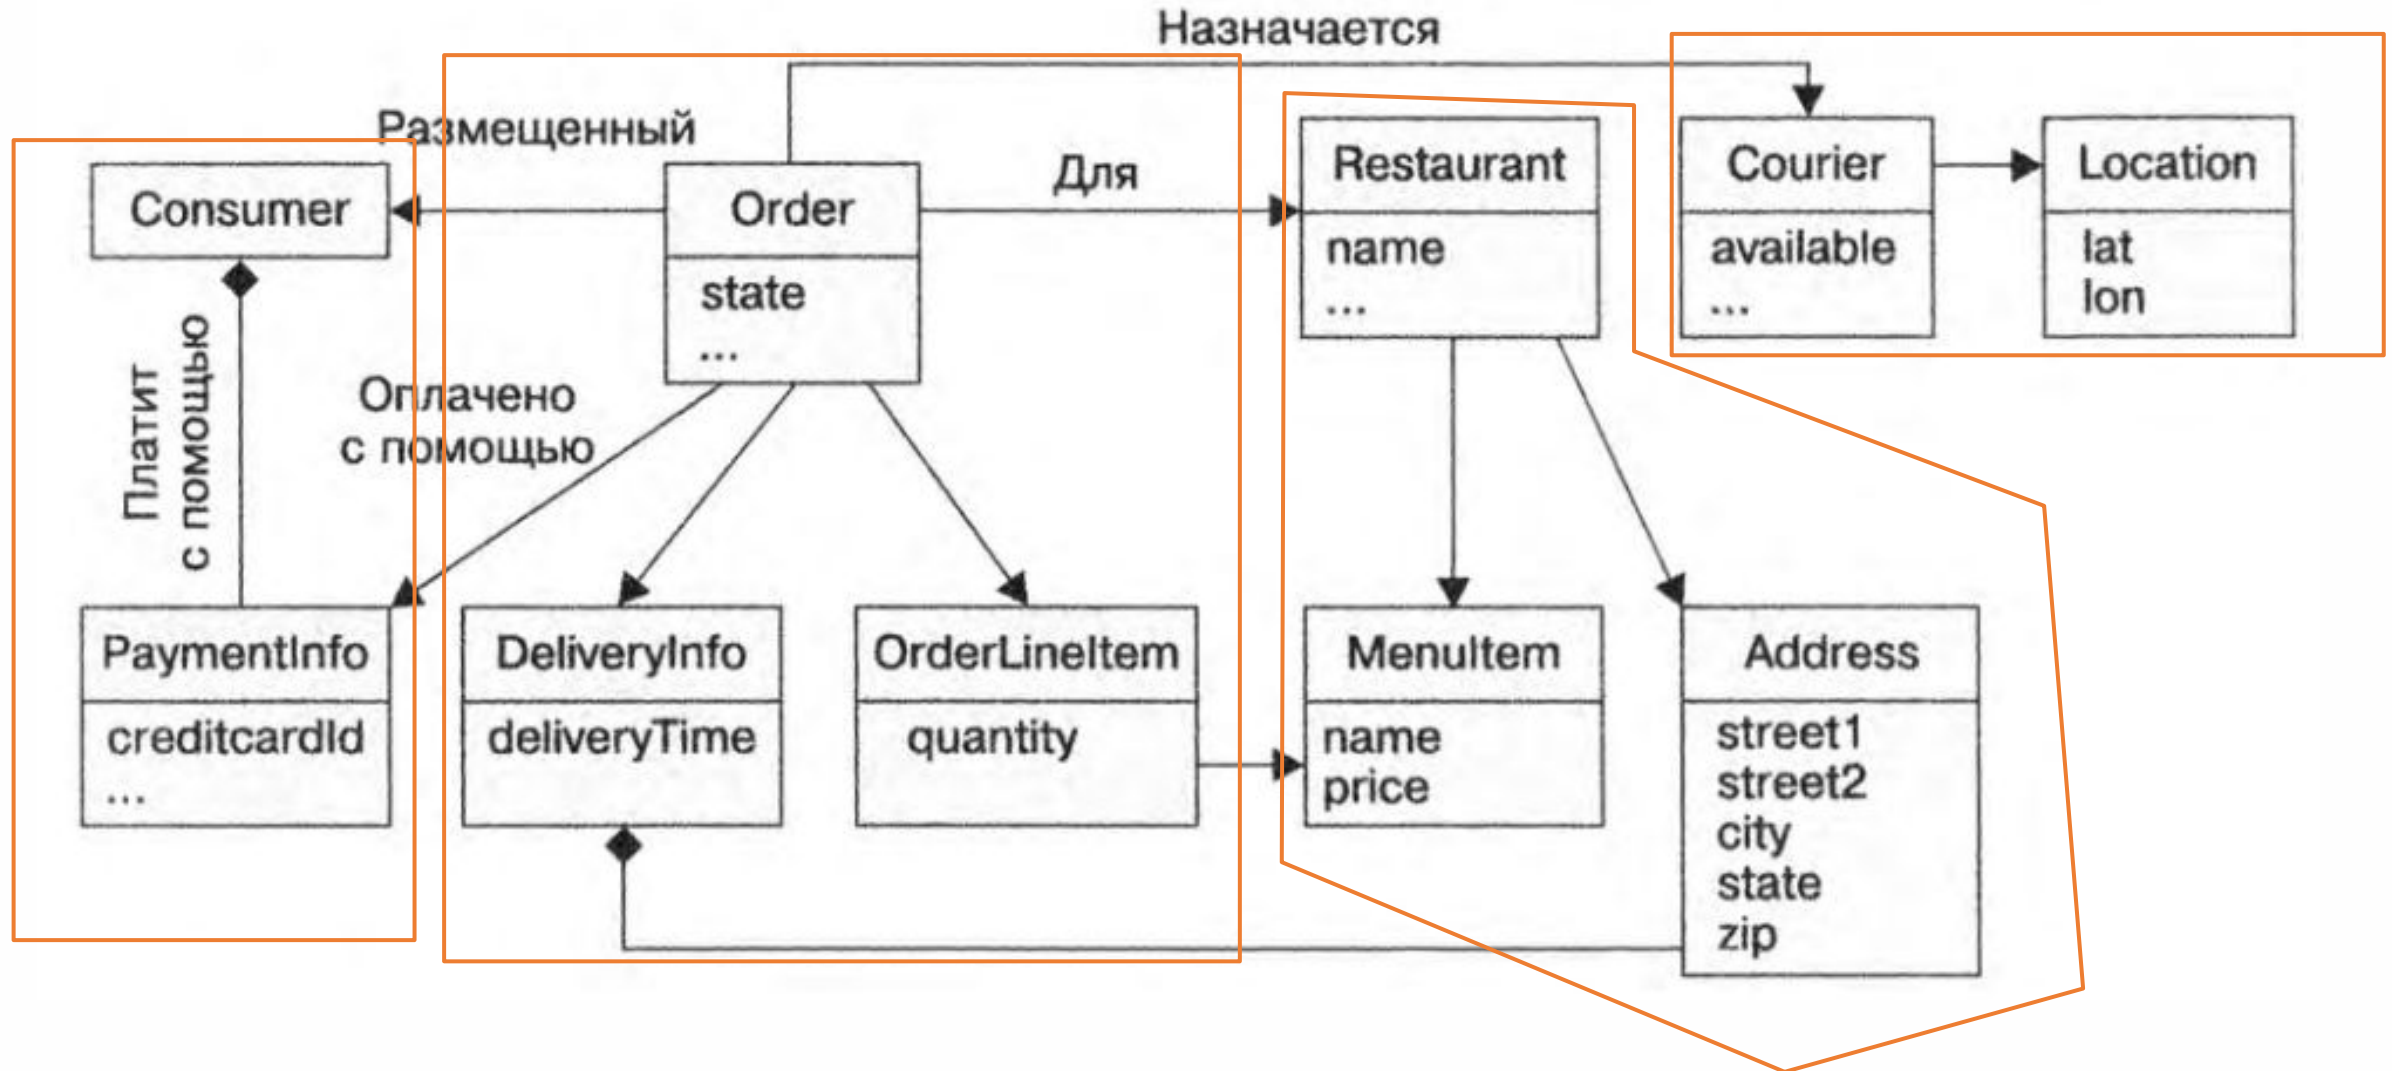 Назначается
Размещенный
Для
Consumer
Order
state
...
Restaurant
name
...
Courier
available
...
Location
lat
lon
Платит
с помощью
Оплачено
с помощью
PaymentInfo
creditcardId
...
DeliveryInfo
deliveryTime
OrderLineItem
quantity
MenuItem
name
price
Address
street1
street2
city
state
zip